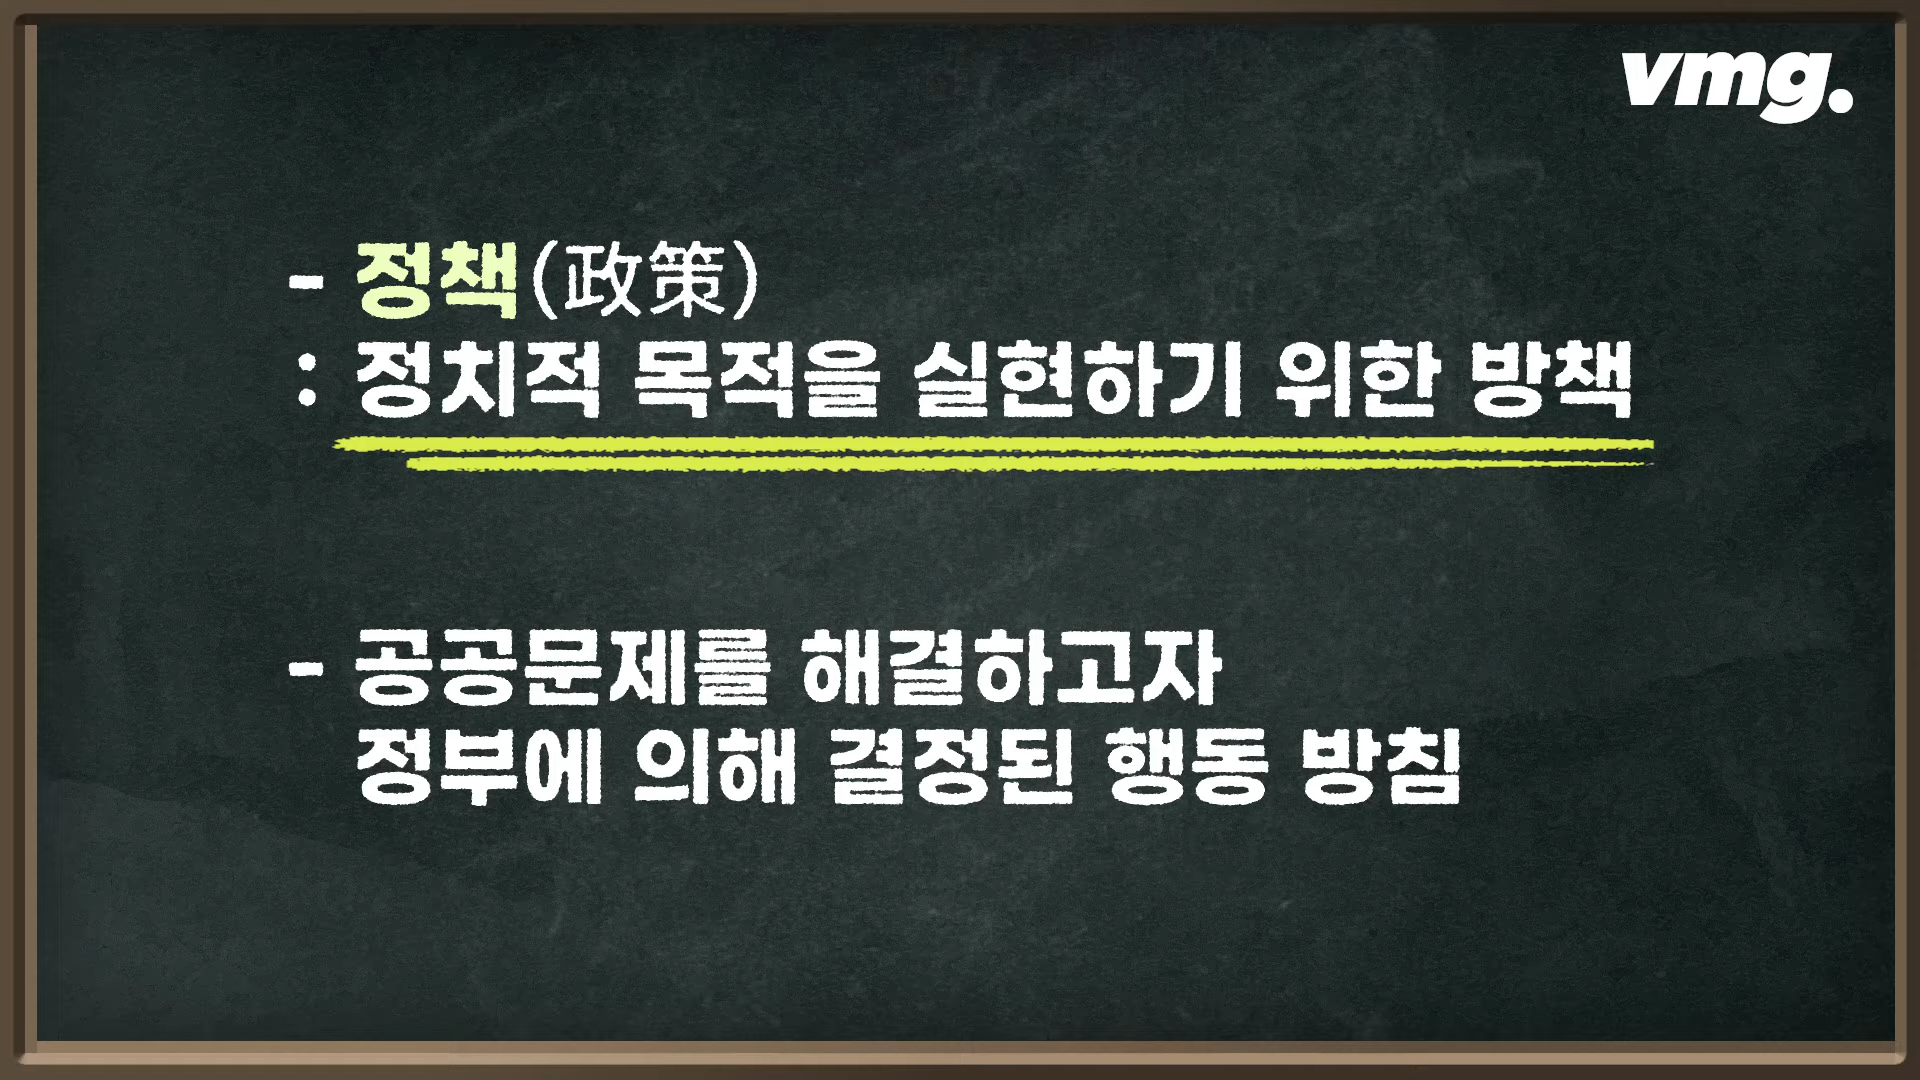 vmg.
- 정책(政策)
: 정치적 목적을 실현하기 위한 방책
- 공공문제를 해결하고자
정부에 의해 결정된 행동 방침